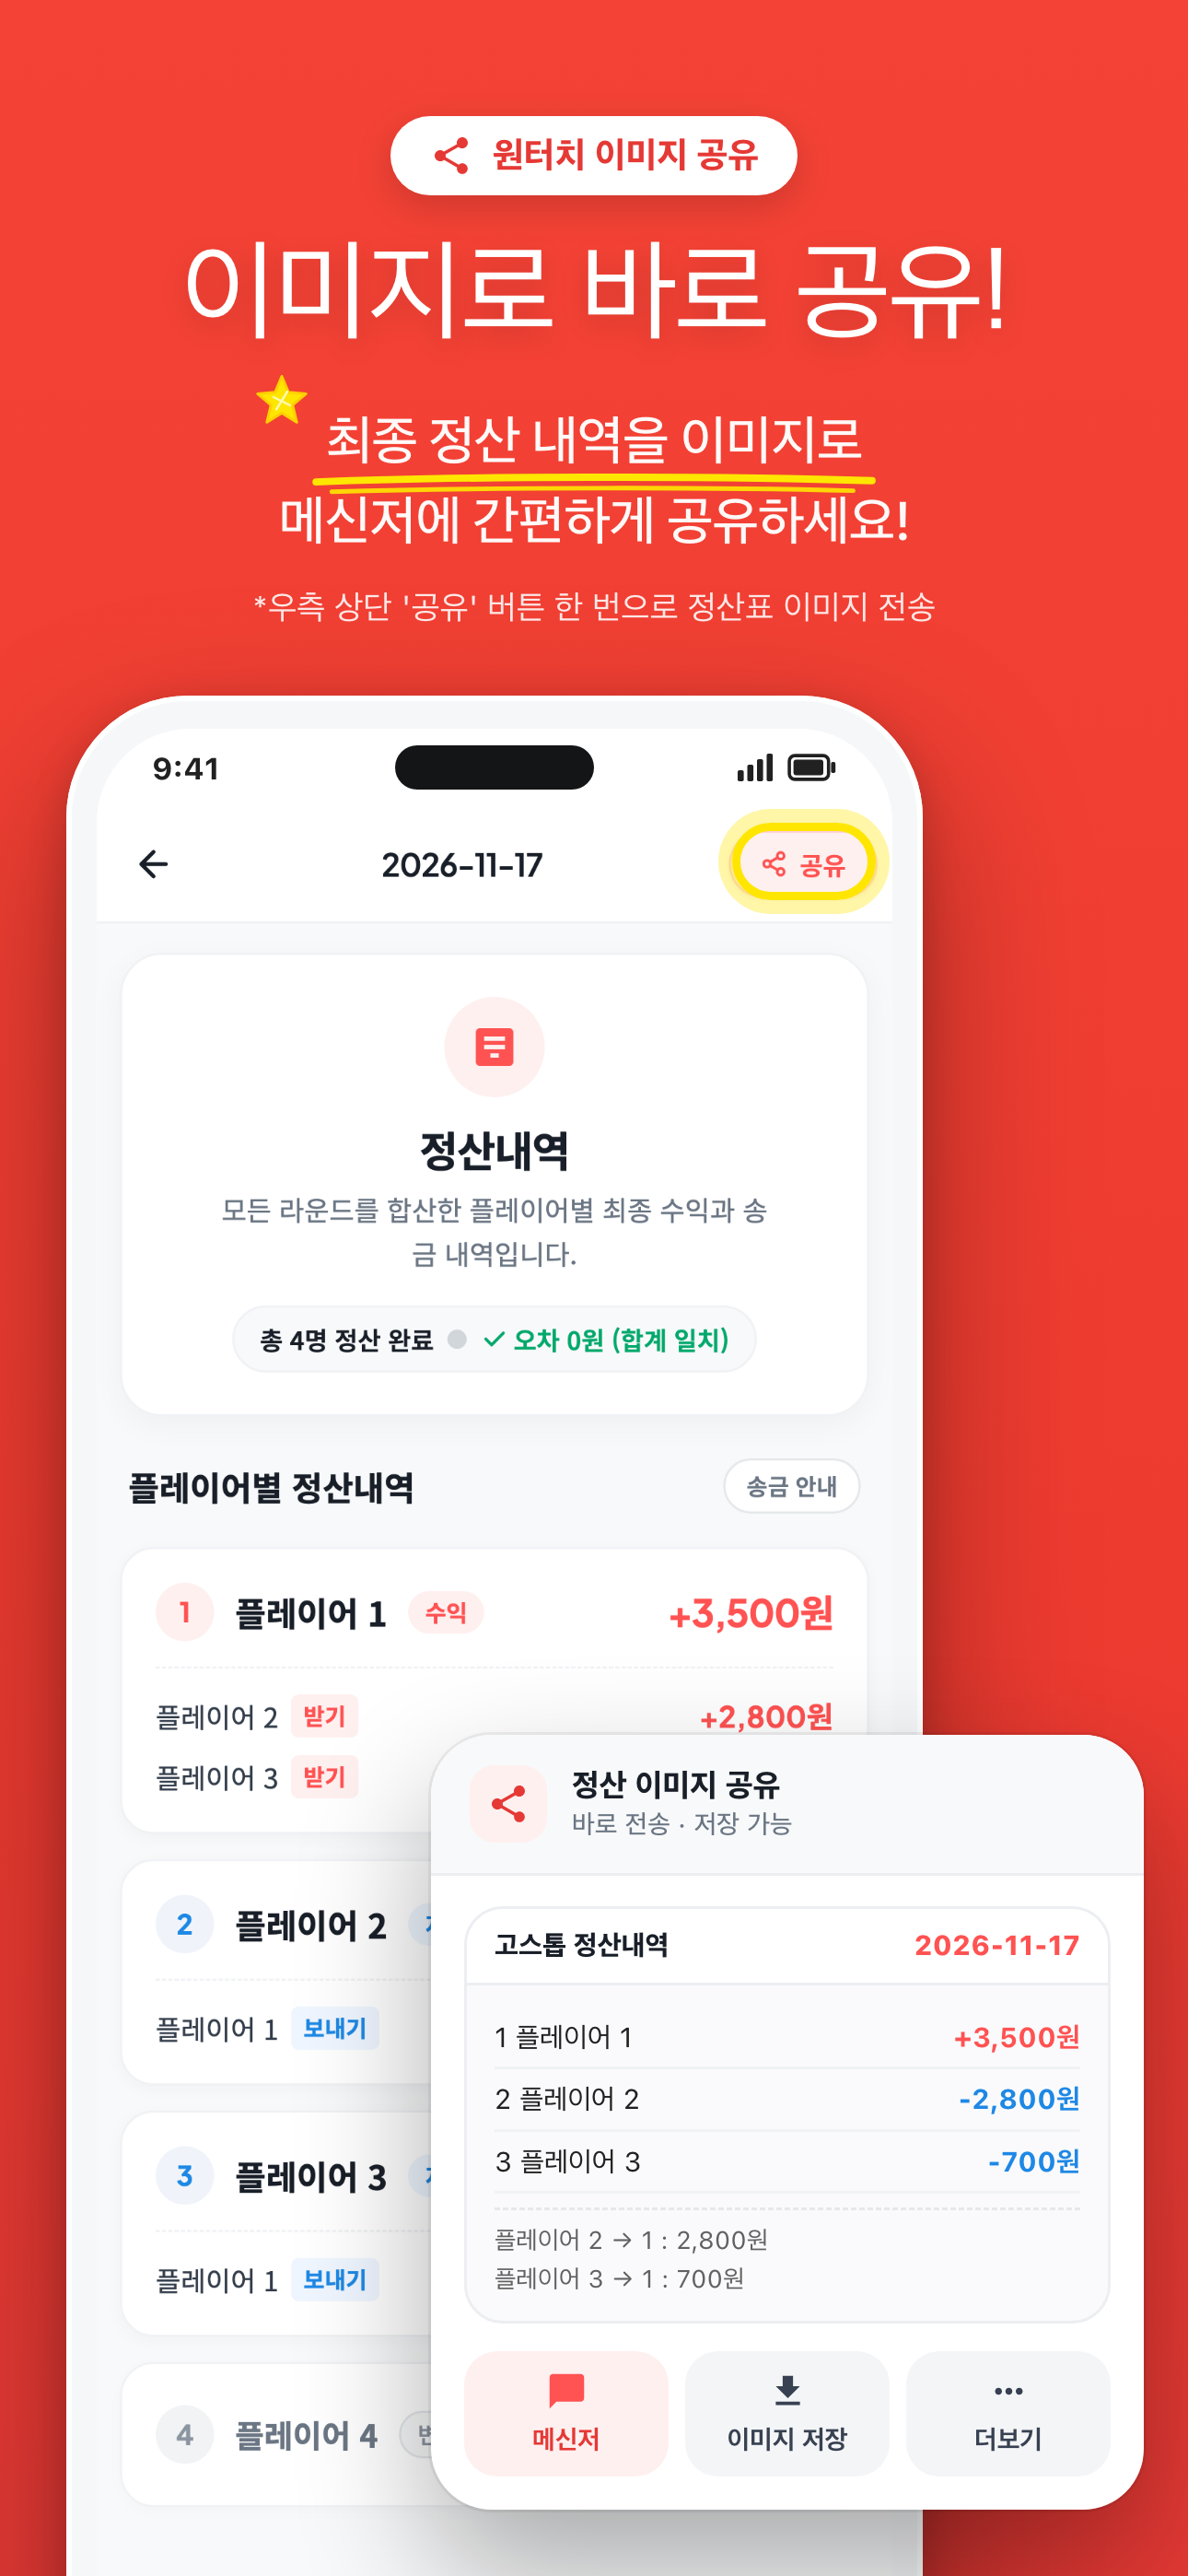 원터치 이미지 공유
이미지로 바로 공유!
최종 정산 내역을 이미지로
메신저에 간편하게 공유하세요!
*우측 상단 '공유' 버튼 한 번으로 정산표 이미지 전송
9:41
2026-11-17
공유
정산내역
모든 라운드를 합산한 플레이어별 최종 수익과 송
금 내역입니다.
총 4명 정산 완료 오차 0원 (합계 일치)
플레이어별 정산내역
송금 안내
1 플레이어 1 수익 +3,500원
플레이어 2 받기 +2,800원
플레이어 3 받기
2 플레이어 2
플레이어 1 보내기
3 플레이어 3
플레이어 1 보내기
4 플레이어 4
정산 이미지 공유
바로 전송 · 저장 가능
고스톱 정산내역 2026-11-17
1 플레이어 1 +3,500원
2 플레이어 2 -2,800원
3 플레이어 3 -700원
플레이어 2 → 1 : 2,800원
플레이어 3 → 1 : 700원
메신저
이미지 저장
더보기